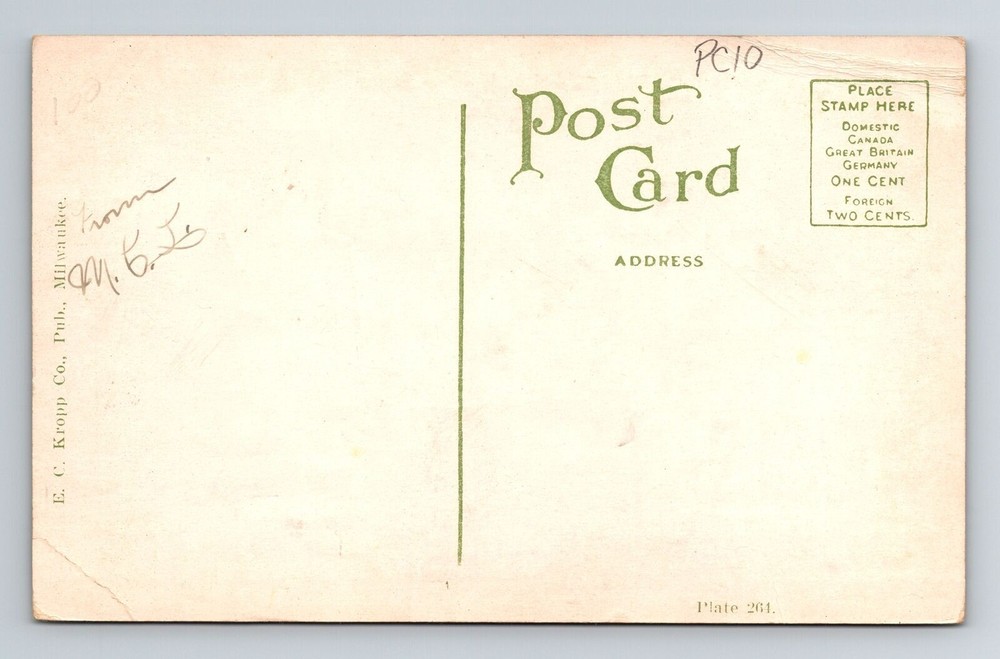 PC10
100
Post
Card
PLACE
STAMP HERE
DOMESTIC
CANADA
GREAT BRITAIN
GERMANY
ONE CENT
FOREIGN
TWO CENTS.
ADDRESS
From
M. C. L.
E. C. Kropp Co., Pub., Milwaukee.
Plate 264.